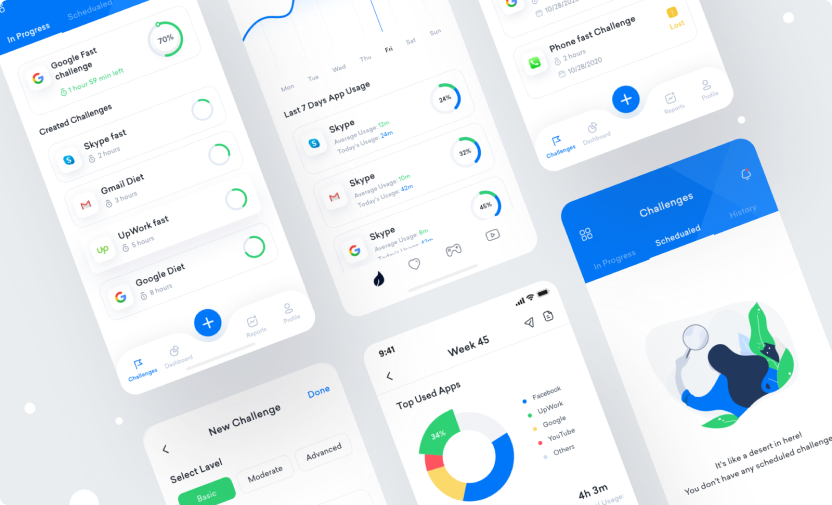 In Progress
Schedualed
Google Fast
challenge
1 hour 59 min left
70%
Created Challenges
Skype fast
2 hours
Gmail Diet
3 hours
Up
UpWork fast
5 hours
Google Diet
8 hours
Challenges
Dashboard
Reports
Profile
Mon
Tue
Wed
Thu
Fri
Sat
Sun
Last 7 Days App Usage
Skype
Average Usage: 12m
Today's Usage: 24m
24%
Skype
Average Usage: 10m
Today's Usage: 42m
32%
Skype
Average Usage: 8m
45%
10/28/2020
Phone fast Challenge
2 hours
10/28/2020
Lost
Challenges
Dashboard
Reports
Profile
Challenges
In Progress
Schedualed
History
It's like a desert in here!
You don't have any scheduled challenge
New Challenge
Done
Select Lavel
Basic
Moderate
Advanced
9:41
Week 45
Top Used Apps
34%
Facebook
UpWork
Google
YouTube
Others
4h 3m
Usage: